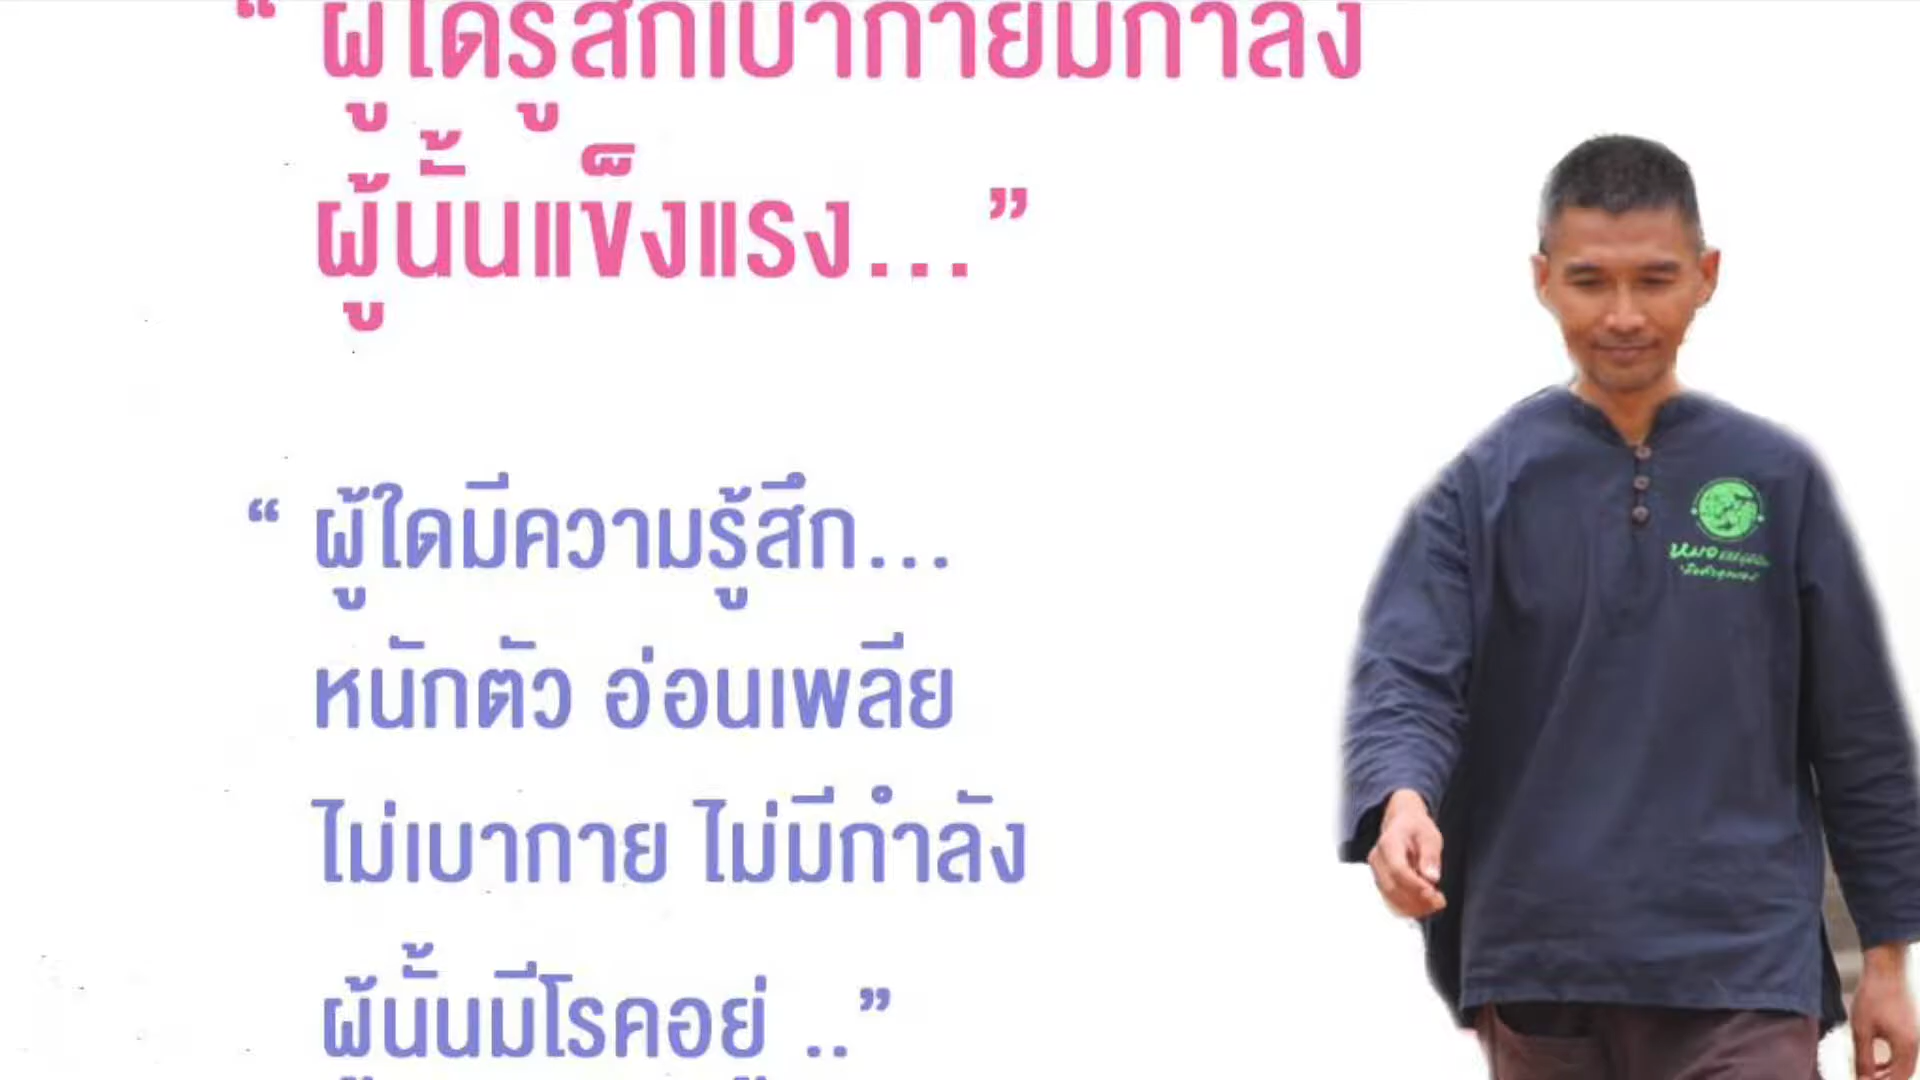 “ ผู้ใดรู้สึกเบากายมีกำลัง
ผู้นั้นแข็งแรง...”
“ ผู้ใดมีความรู้สึก...
หนักตัว อ่อนเพลีย
ไม่เบากาย ไม่มีกำลัง
ผู้นั้นมีโรคอยู่ ..”
หมอ